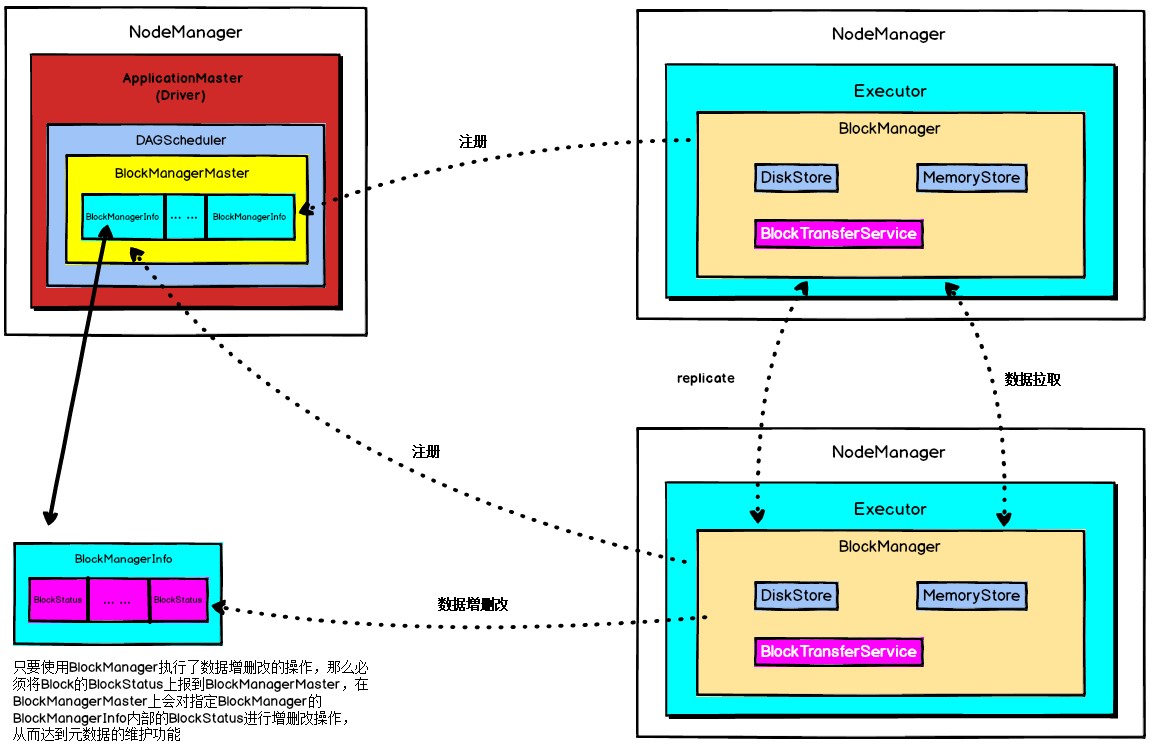 NodeManager
ApplicationMaster
(Driver)
DAGScheduler
BlockManagerMaster
BlockManagerInfo
... ...
BlockManagerInfo
注册
NodeManager
Executor
BlockManager
DiskStore
MemoryStore
BlockTransferService
replicate
数据拉取
注册
NodeManager
Executor
BlockManager
DiskStore
MemoryStore
BlockTransferService
数据增删改
BlockManagerInfo
BlockStatus
... ...
BlockStatus
只要使用BlockManager执行了数据增删改的操作，那么必
须将Block的BlockStatus上报到BlockManagerMaster，在
BlockManagerMaster上会对指定BlockManager的
BlockManagerInfo内部的BlockStatus进行增删改操作，
从而达到元数据的维护功能